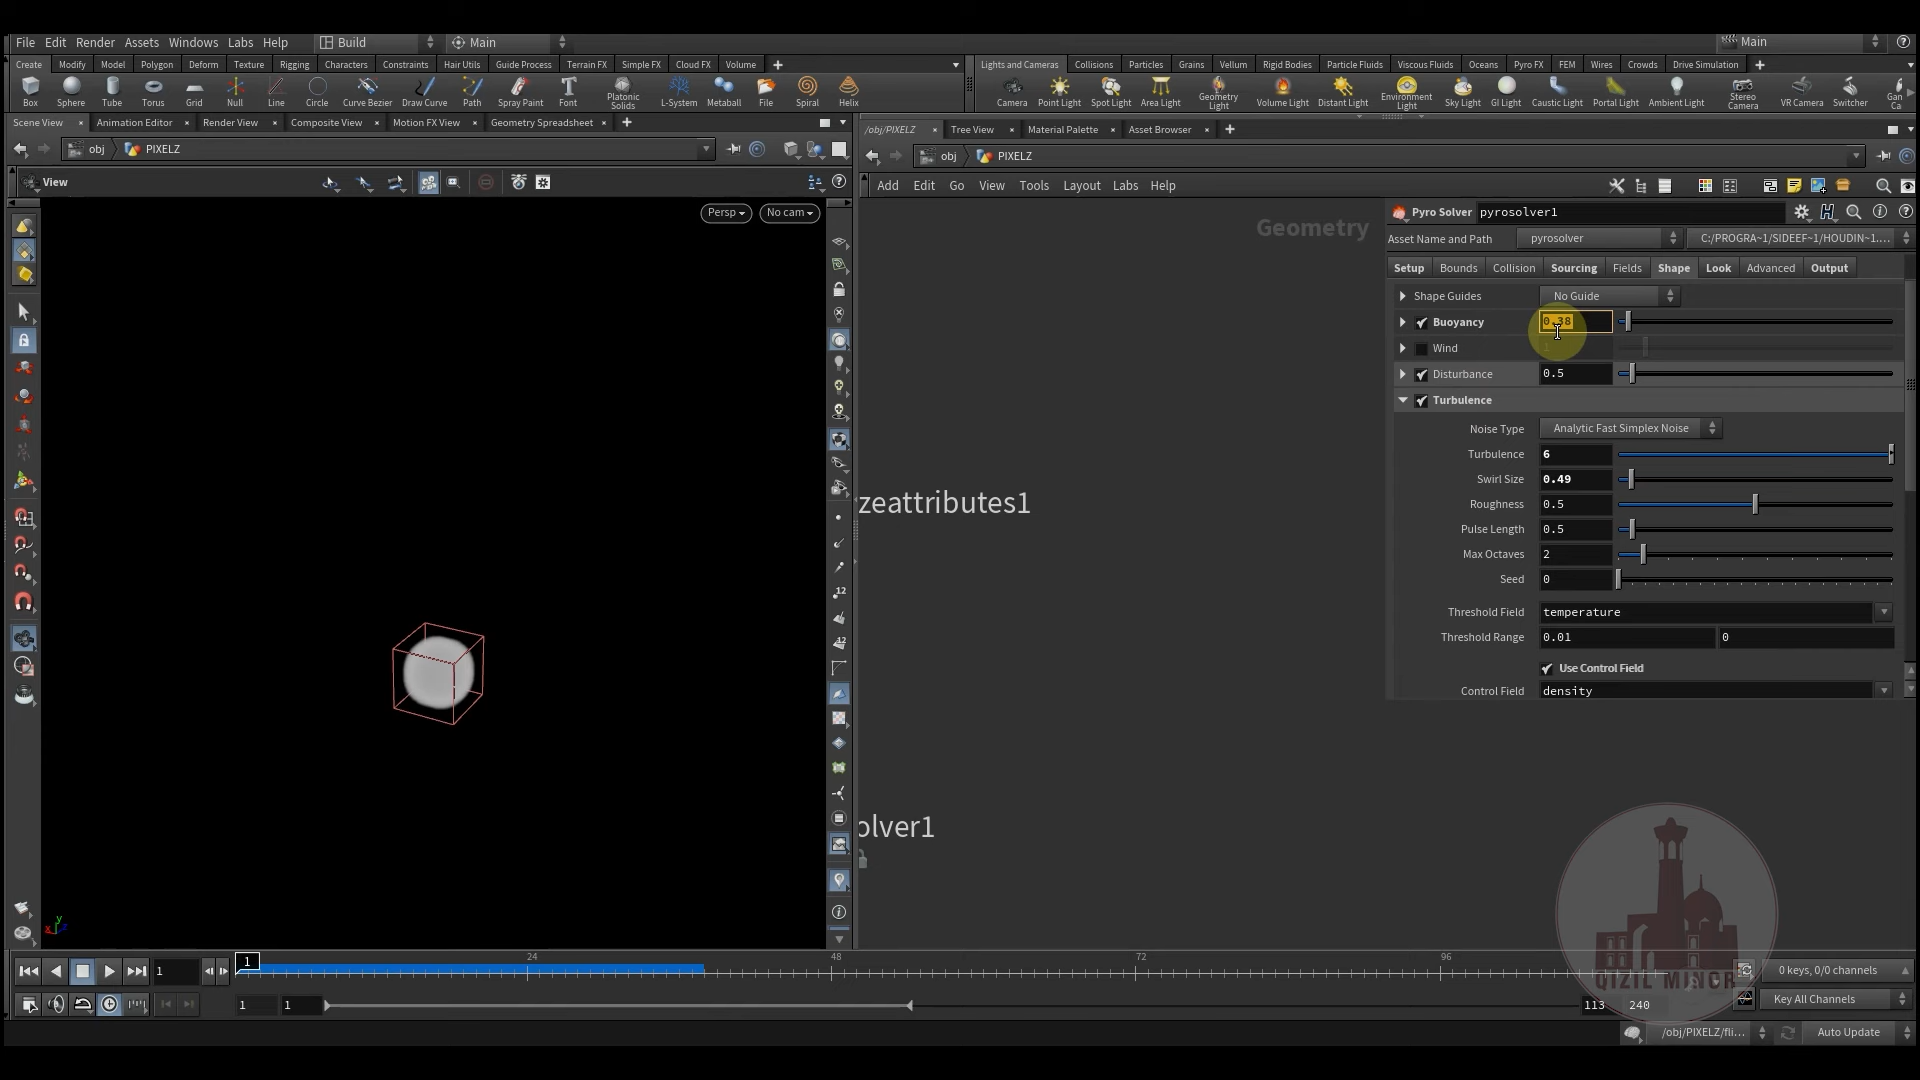 File Edit Render Assets Windows Labs Help Build Main Main
Create Modify Model Polygon Deform Texture Rigging Characters Constraints Hair Utils Guide Process Terrain FX Simple FX Cloud FX Volume
Lights and Cameras Collisions Particles Grains Vellum Rigid Bodies Particle Fluids Viscous Fluids Oceans Pyro FX FEM Wires Crowds Drive Simulation
Box Sphere Tube Torus Grid Null Line Circle Curve Bezier Draw Curve Path Spray Paint Font Platonic Solids L-System Metaball File Spiral Helix
Camera Point Light Spot Light Area Light Geometry Light Volume Light Distant Light Environment Light Sky Light GI Light Caustic Light Portal Light Ambient Light Stereo Camera VR Camera Switcher Gan Ca
Scene View Animation Editor Render View Composite View Motion FX View Geometry Spreadsheet
/obj/PIXELZ Tree View Material Palette Asset Browser
obj PIXELZ
obj PIXELZ
View
Add Edit Go View Tools Layout Labs Help
Persp No cam
Geometry
Pyro Solver pyrosolver1
Asset Name and Path pyrosolver C:/PROGRA~1/SIDEEF~1/HOUDIN~1....
Setup Bounds Collision Sourcing Fields Shape Look Advanced Output
Shape Guides No Guide
Buoyancy 0.38
Wind
Disturbance 0.5
Turbulence
Noise Type Analytic Fast Simplex Noise
Turbulence 6
Swirl Size 0.49
Roughness 0.5
Pulse Length 0.5
Max Octaves 2
Seed 0
Threshold Field temperature
Threshold Range 0.01 0
Use Control Field
Control Field density
zeattributes1
olver1
12
12
y
x z
QIZIL MINOR
1 1 24 48 72 96
0 keys, 0/0 channels
1 1 113 240
Key All Channels
/obj/PIXELZ/fli... Auto Update